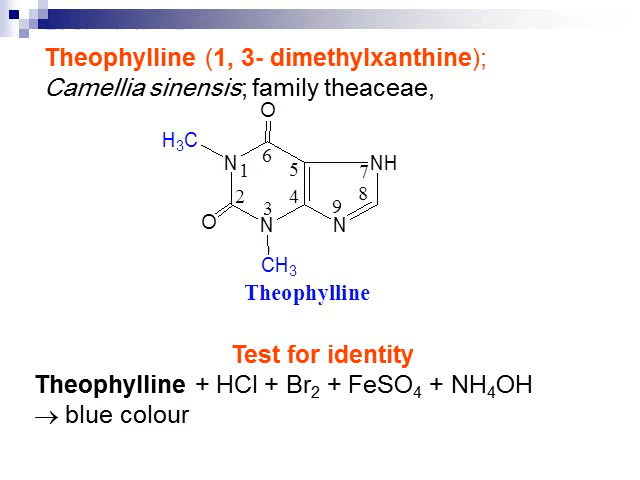 Theophylline (1, 3- dimethylxanthine);
Camellia sinensis; family theaceae,
O
H₃C
N
1
6
5
7
NH
2
3
4
9
8
O
N
N
CH₃
Theophylline
Test for identity
Theophylline + HCl + Br₂ + FeSO₄ + NH₄OH
→ blue colour